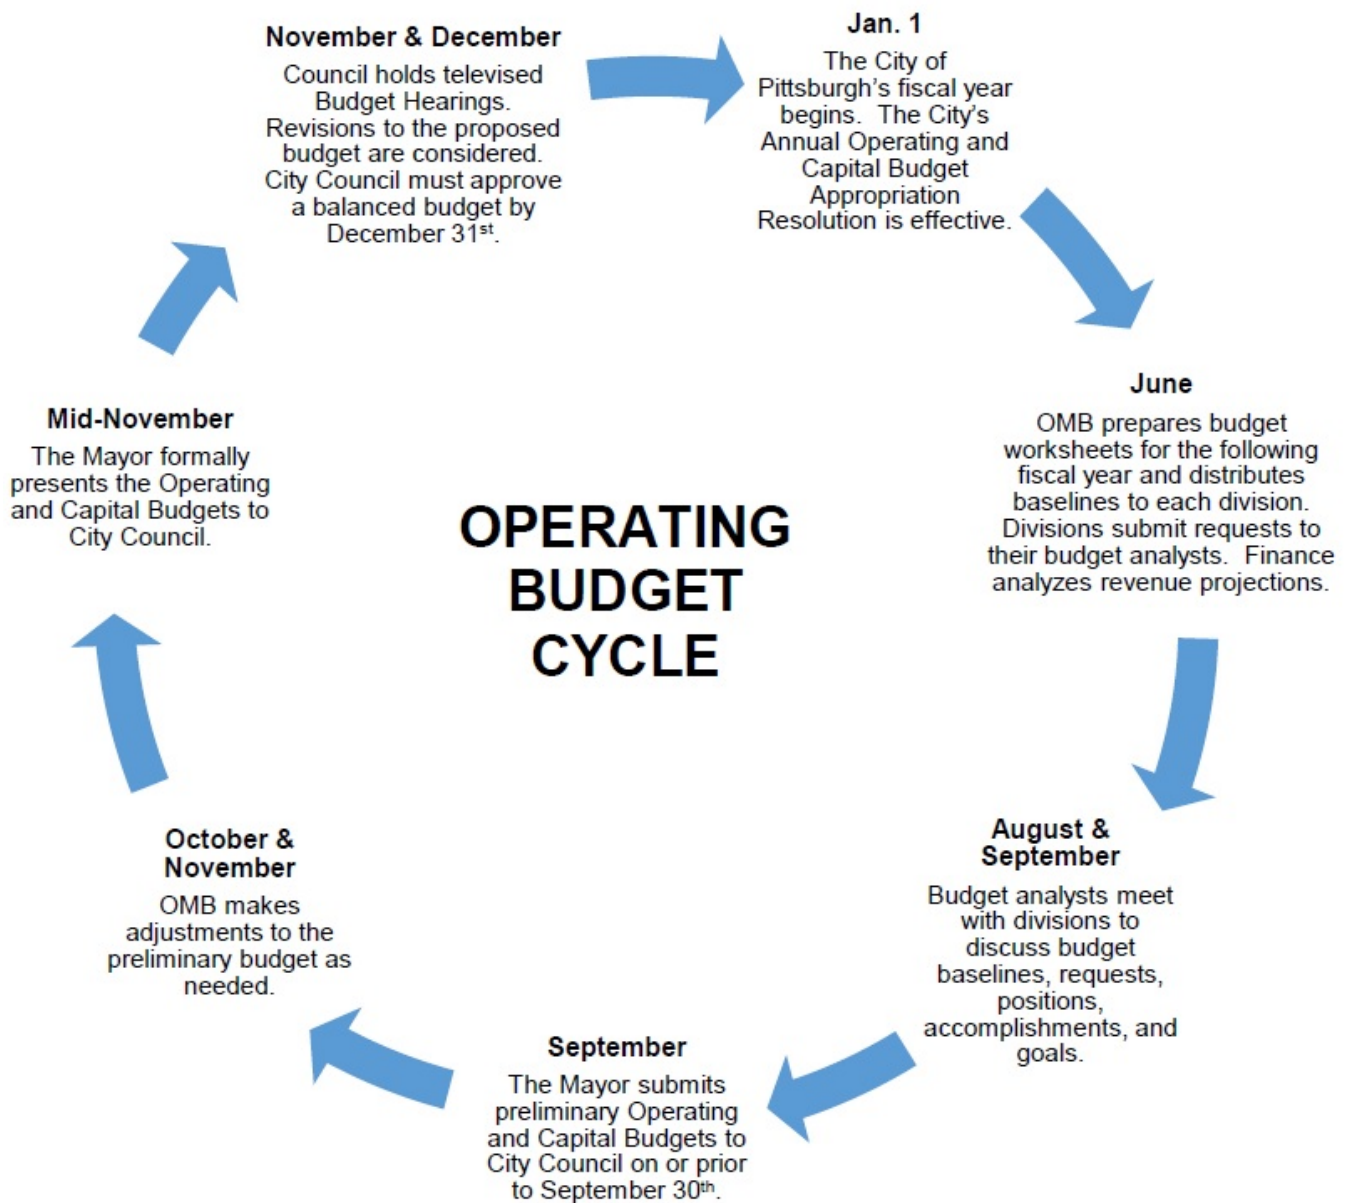 Jan. 1
The City of
Pittsburgh's fiscal year
begins.  The City's
Annual Operating and
Capital Budget
Appropriation
Resolution is effective.
June
OMB prepares budget
worksheets for the following
fiscal year and distributes
baselines to each division.
Divisions submit requests to
their budget analysts.  Finance
analyzes revenue projections.
August &
September
Budget analysts meet
with divisions to
discuss budget
baselines, requests,
positions,
accomplishments, and
goals.
September
The Mayor submits
preliminary Operating
and Capital Budgets to
City Council on or prior
to September 30th.
October &
November
OMB makes
adjustments to the
preliminary budget as
needed.
Mid-November
The Mayor formally
presents the Operating
and Capital Budgets to
City Council.
November & December
Council holds televised
Budget Hearings.
Revisions to the proposed
budget are considered.
City Council must approve
a balanced budget by
December 31st.
OPERATING
BUDGET
CYCLE